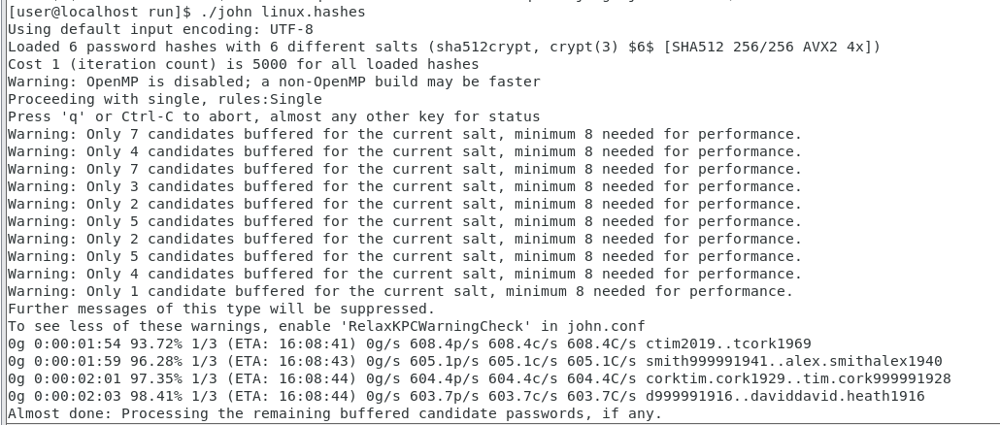 [user@localhost run]$ ./john linux.hashes
Using default input encoding: UTF-8
Loaded 6 password hashes with 6 different salts (sha512crypt, crypt(3) $6$ [SHA512 256/256 AVX2 4x])
Cost 1 (iteration count) is 5000 for all loaded hashes
Warning: OpenMP is disabled; a non-OpenMP build may be faster
Proceeding with single, rules:Single
Press 'q' or Ctrl-C to abort, almost any other key for status
Warning: Only 7 candidates buffered for the current salt, minimum 8 needed for performance.
Warning: Only 4 candidates buffered for the current salt, minimum 8 needed for performance.
Warning: Only 7 candidates buffered for the current salt, minimum 8 needed for performance.
Warning: Only 3 candidates buffered for the current salt, minimum 8 needed for performance.
Warning: Only 2 candidates buffered for the current salt, minimum 8 needed for performance.
Warning: Only 5 candidates buffered for the current salt, minimum 8 needed for performance.
Warning: Only 2 candidates buffered for the current salt, minimum 8 needed for performance.
Warning: Only 5 candidates buffered for the current salt, minimum 8 needed for performance.
Warning: Only 4 candidates buffered for the current salt, minimum 8 needed for performance.
Warning: Only 1 candidate buffered for the current salt, minimum 8 needed for performance.
Further messages of this type will be suppressed.
To see less of these warnings, enable 'RelaxKPCWarningCheck' in john.conf
0g 0:00:01:54 93.72% 1/3 (ETA: 16:08:41) 0g/s 608.4p/s 608.4c/s 608.4C/s ctim2019..tcork1969
0g 0:00:01:59 96.28% 1/3 (ETA: 16:08:43) 0g/s 605.1p/s 605.1c/s 605.1C/s smith999991941..alex.smithalex1940
0g 0:00:02:01 97.35% 1/3 (ETA: 16:08:44) 0g/s 604.4p/s 604.4c/s 604.4C/s corktim.cork1929..tim.cork999991928
0g 0:00:02:03 98.41% 1/3 (ETA: 16:08:44) 0g/s 603.7p/s 603.7c/s 603.7C/s d999991916..daviddavid.heath1916
Almost done: Processing the remaining buffered candidate passwords, if any.